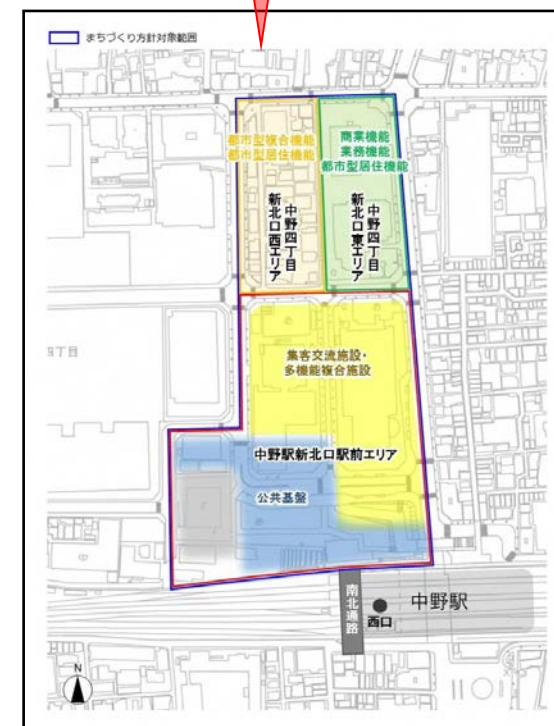 まちづくり方針対象範囲
都市型複合機能
都市型居住機能
商業機能
業務機能
都市型居住機能
中野四丁目
新北口西エリア
中野四丁目
新北口東エリア
集客交流施設・
多機能複合施設
丁目
中野駅新北口駅前エリア
公共基盤
南北通路
西口
中野駅
N